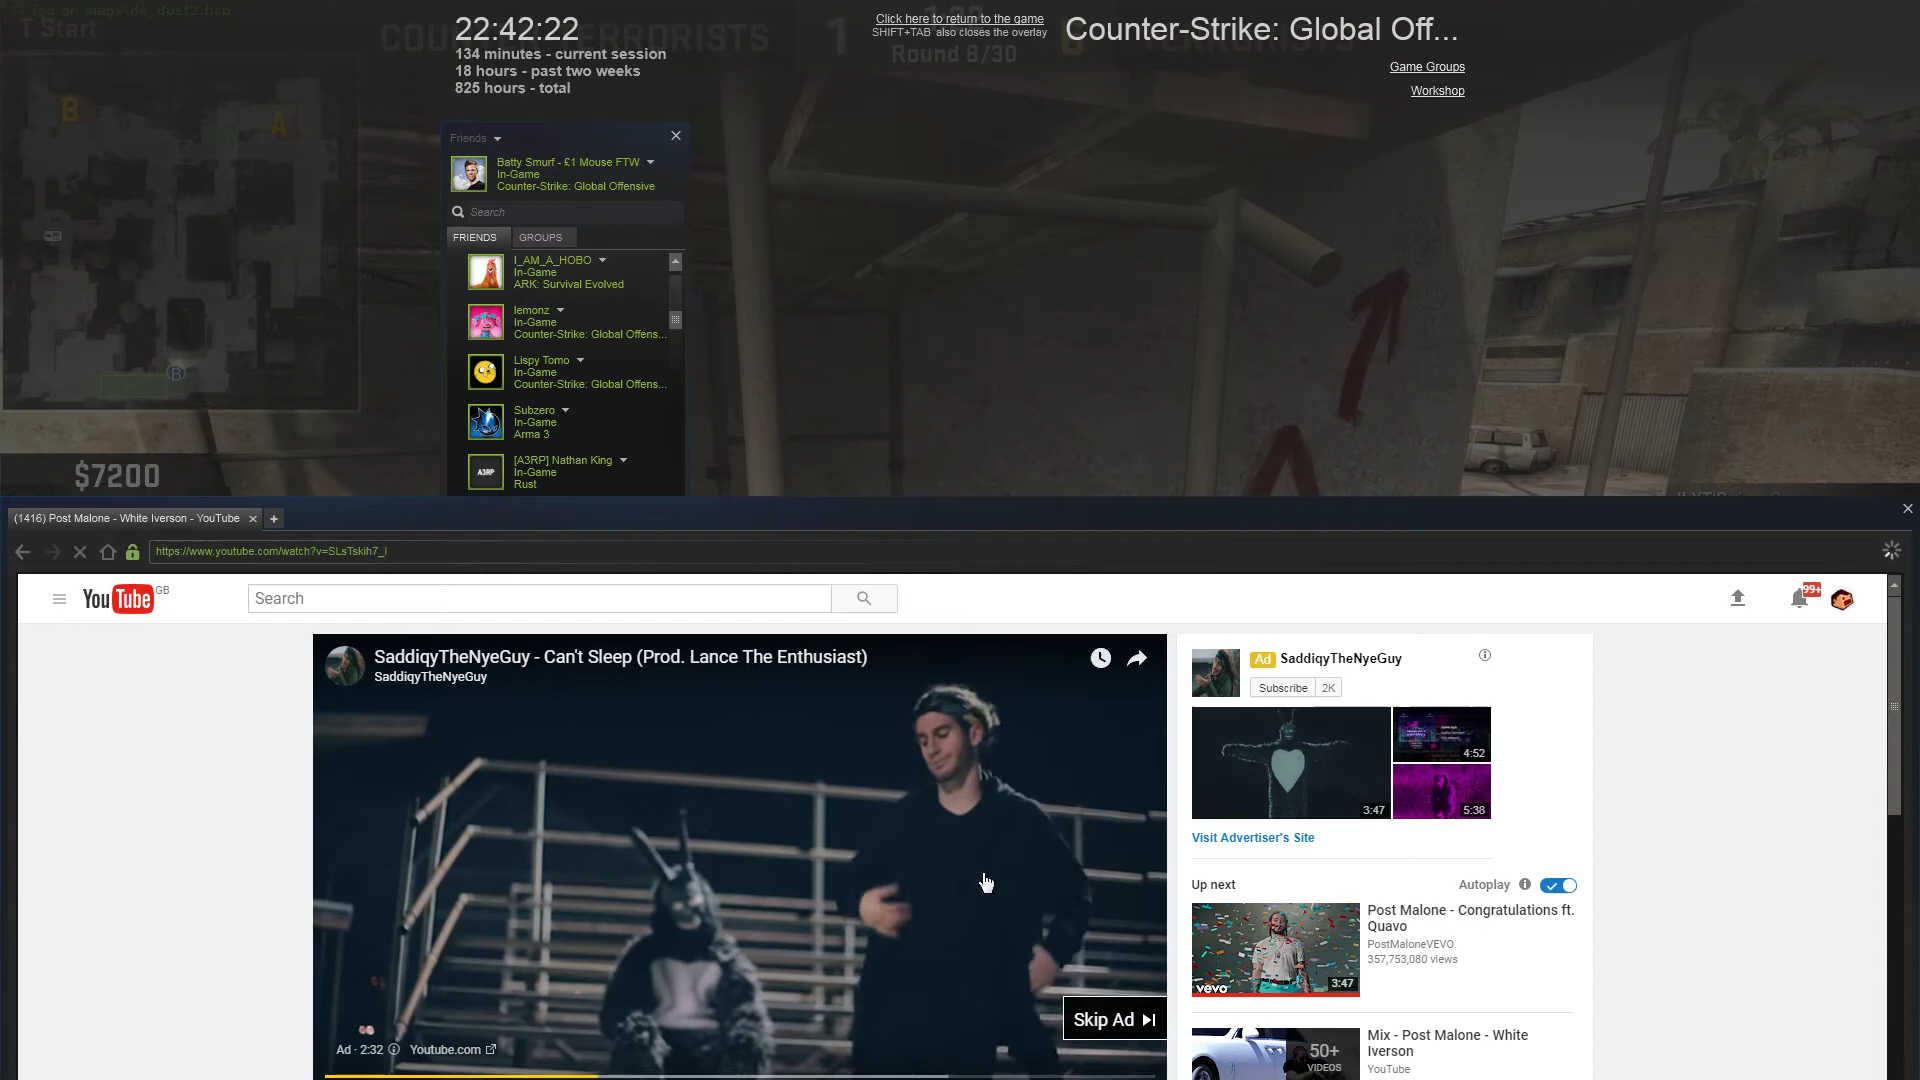 fps on maps\de_dust2.bsp
T Start
22:42:22
134 minutes - current session
18 hours - past two weeks
825 hours - total
Click here to return to the game
SHIFT+TAB also closes the overlay
Round 8/30
Counter-Strike: Global Off...
Game Groups
Workshop
1
B
A
$7200
Friends
Batty Smurf - £1 Mouse FTW
In-Game
Counter-Strike: Global Offensive
Search
FRIENDS GROUPS
I_AM_A_HOBO
In-Game
ARK: Survival Evolved
lemonz
In-Game
Counter-Strike: Global Offens...
Lispy Tomo
In-Game
Counter-Strike: Global Offens...
Subzero
In-Game
Arma 3
A3RP
[A3RP] Nathan King
In-Game
Rust
(1416) Post Malone - White Iverson - YouTube
https://www.youtube.com/watch?v=SLsTskih7_I
YouTube GB
Search
99+
SaddiqyTheNyeGuy - Can't Sleep (Prod. Lance The Enthusiast)
SaddiqyTheNyeGuy
Skip Ad
Ad · 2:32 Youtube.com
Ad SaddiqyTheNyeGuy
Subscribe 2K
3:47
4:52
5:38
Visit Advertiser's Site
Up next
Autoplay
Post Malone - Congratulations ft.
Quavo
PostMaloneVEVO
357,753,080 views
vevo
3:47
Mix - Post Malone - White
Iverson
YouTube
50+
VIDEOS